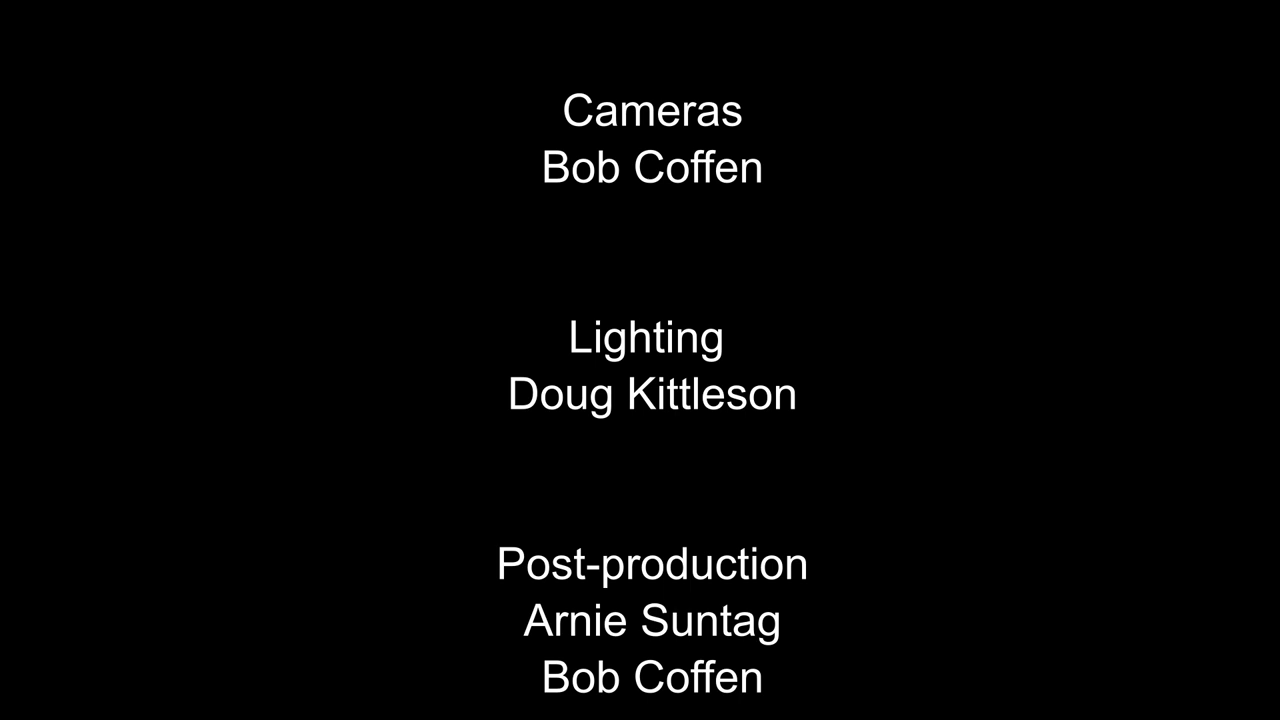 Cameras
Bob Coffen
Lighting
Doug Kittleson
Post-production
Arnie Suntag
Bob Coffen